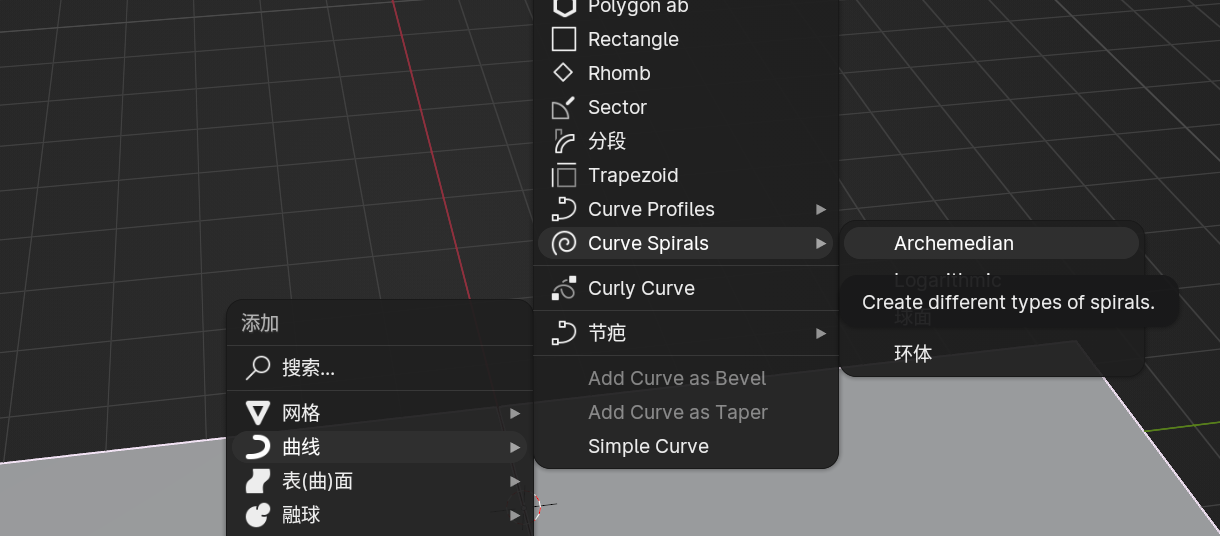 Polygon ab
Rectangle
Rhomb
Sector
分段
Trapezoid
Curve Profiles
Curve Spirals
Curly Curve
节疤
Add Curve as Bevel
Add Curve as Taper
Simple Curve
Archemedian
Logarithmic
Create different types of spirals.
球面
环体
添加
搜索...
网格
曲线
表(曲)面
融球